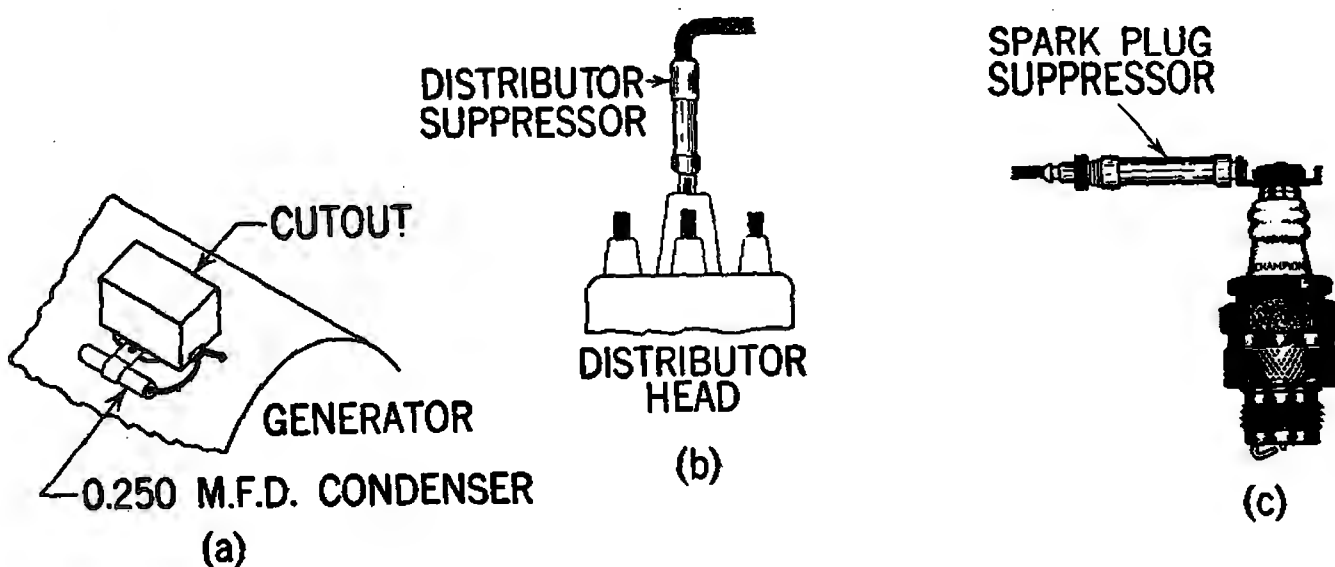 CUTOUT
GENERATOR
0.250 M.F.D. CONDENSER
(a)
DISTRIBUTOR
SUPPRESSOR
DISTRIBUTOR
HEAD
(b)
SPARK PLUG
SUPPRESSOR
CHAMPION
(c)